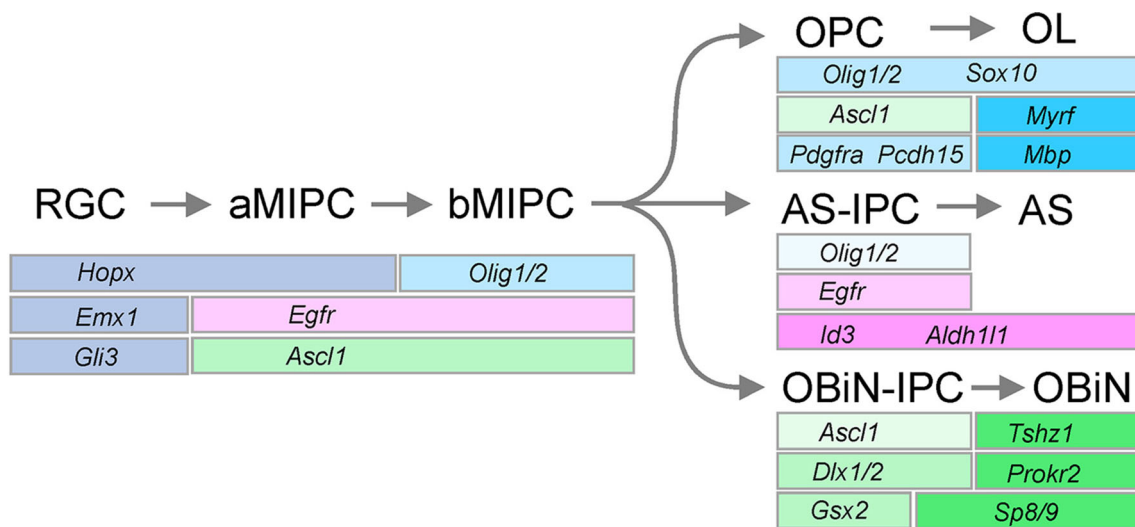 OPC OL
Olig1/2 Sox10
Ascl1 Myrf
Pdgfra Pcdh15 Mbp
RGC aMIPC bMIPC AS-IPC AS
Hopx Olig1/2 Olig1/2
Emx1 Egfr Egfr
Gli3 Ascl1 Id3 Aldh1l1
OBiN-IPC OBiN
Ascl1 Tshz1
Dlx1/2 Prokr2
Gsx2 Sp8/9